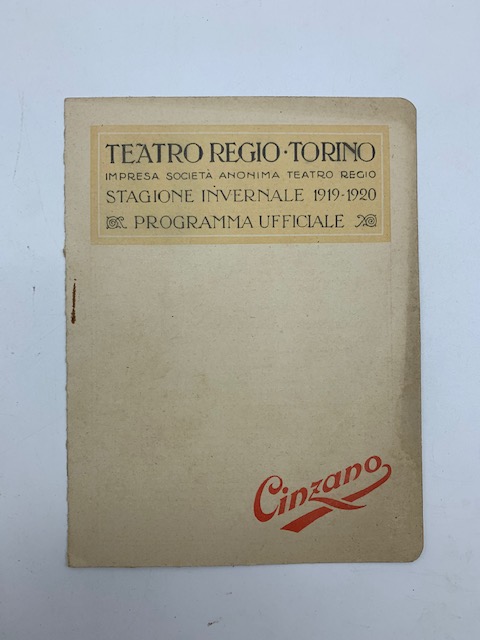 TEATRO REGIO · TORINO
IMPRESA SOCIETÀ ANONIMA TEATRO REGIO
STAGIONE INVERNALE 1919-1920
PROGRAMMA UFFICIALE
Cinzano